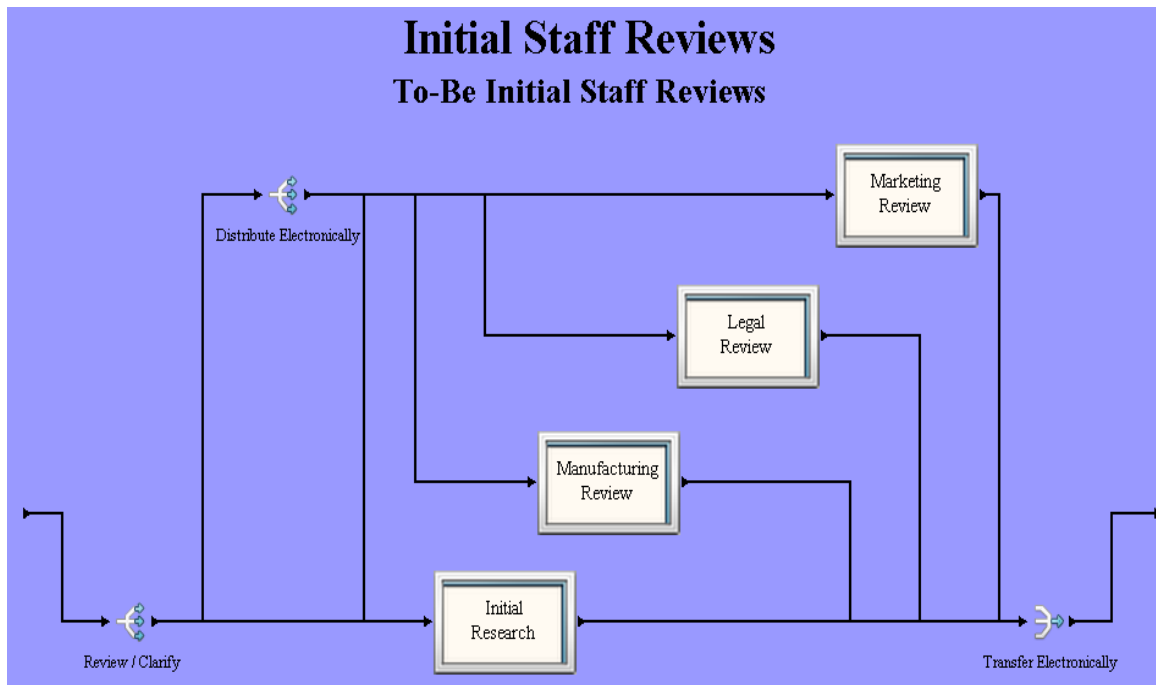 Initial Staff Reviews
To-Be Initial Staff Reviews
Marketing
Review
Distribute Electronically
Legal
Review
Manufacturing
Review
Initial
Research
Review / Clarify
Transfer Electronically